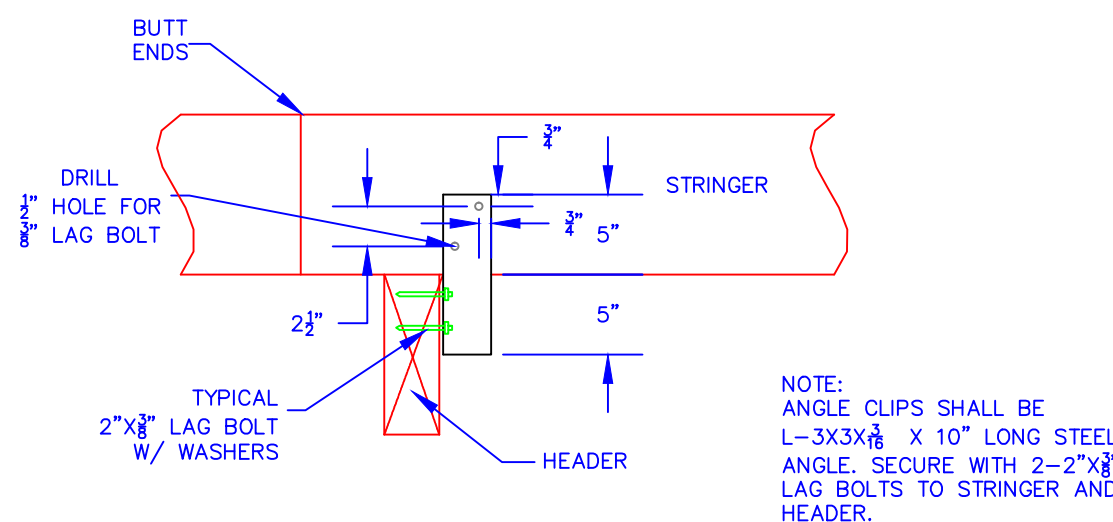 BUTT
ENDS
3/4"
DRILL
1/2" HOLE FOR
3/8" LAG BOLT
STRINGER
3/4"
5"
2 1/2"
5"
TYPICAL
2"X3/8" LAG BOLT
W/ WASHERS
HEADER
NOTE:
ANGLE CLIPS SHALL BE
L-3X3X3/16 X 10" LONG STEEL
ANGLE. SECURE WITH 2-2"X3/8"
LAG BOLTS TO STRINGER AND
HEADER.